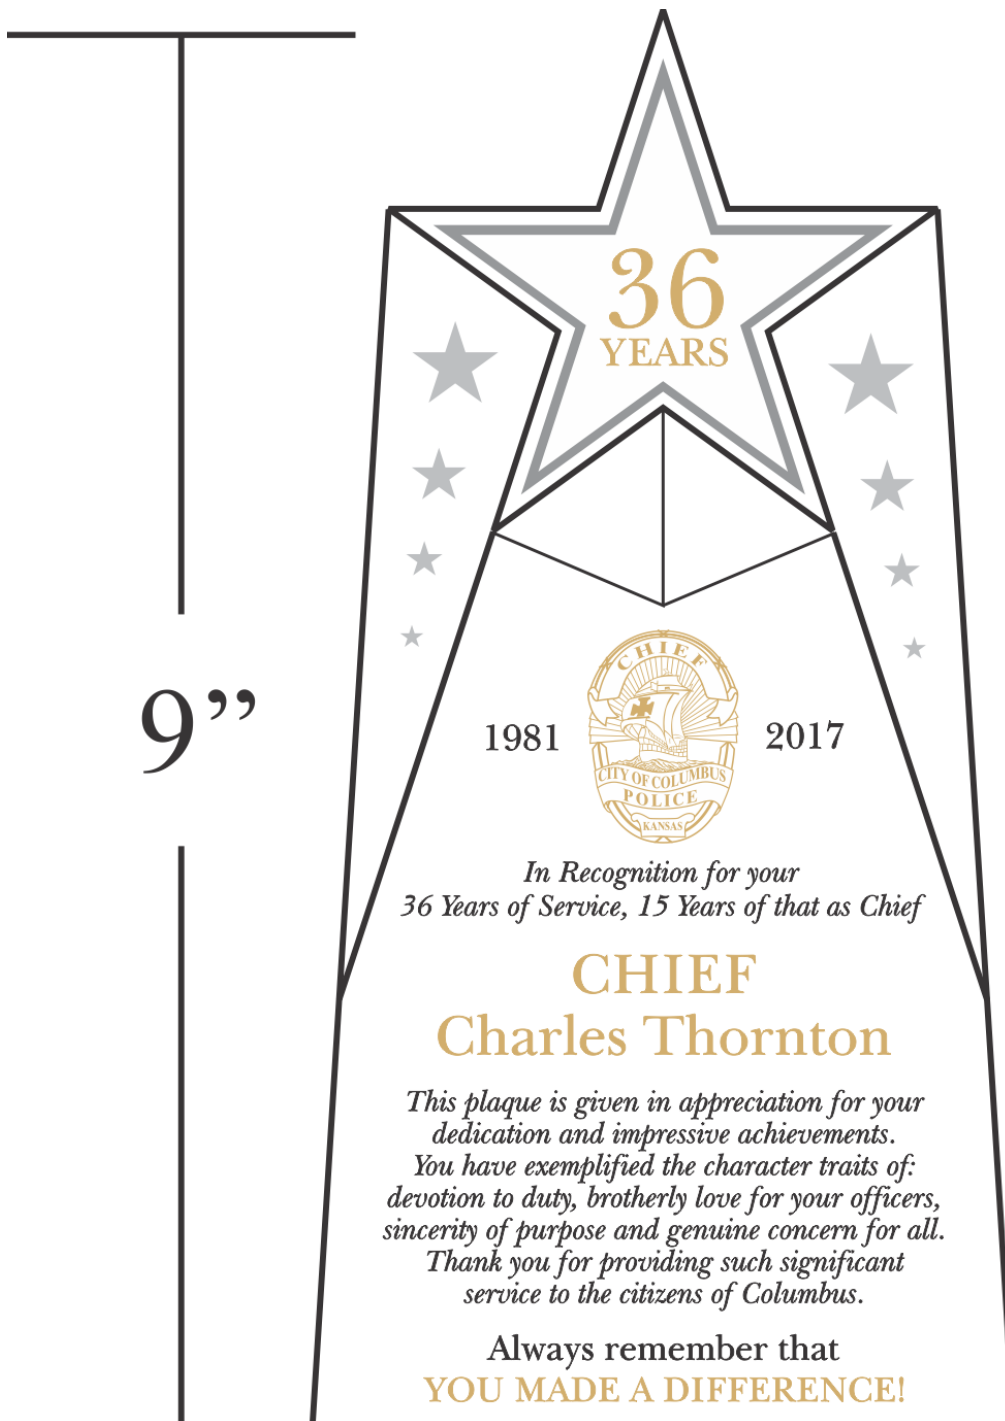 36
YEARS
9”
CHIEF
1981
2017
CITY OF COLUMBUS
POLICE
KANSAS
In Recognition for your
36 Years of Service, 15 Years of that as Chief
CHIEF
Charles Thornton
This plaque is given in appreciation for your
dedication and impressive achievements.
You have exemplified the character traits of:
devotion to duty, brotherly love for your officers,
sincerity of purpose and genuine concern for all.
Thank you for providing such significant
service to the citizens of Columbus.
Always remember that
YOU MADE A DIFFERENCE!